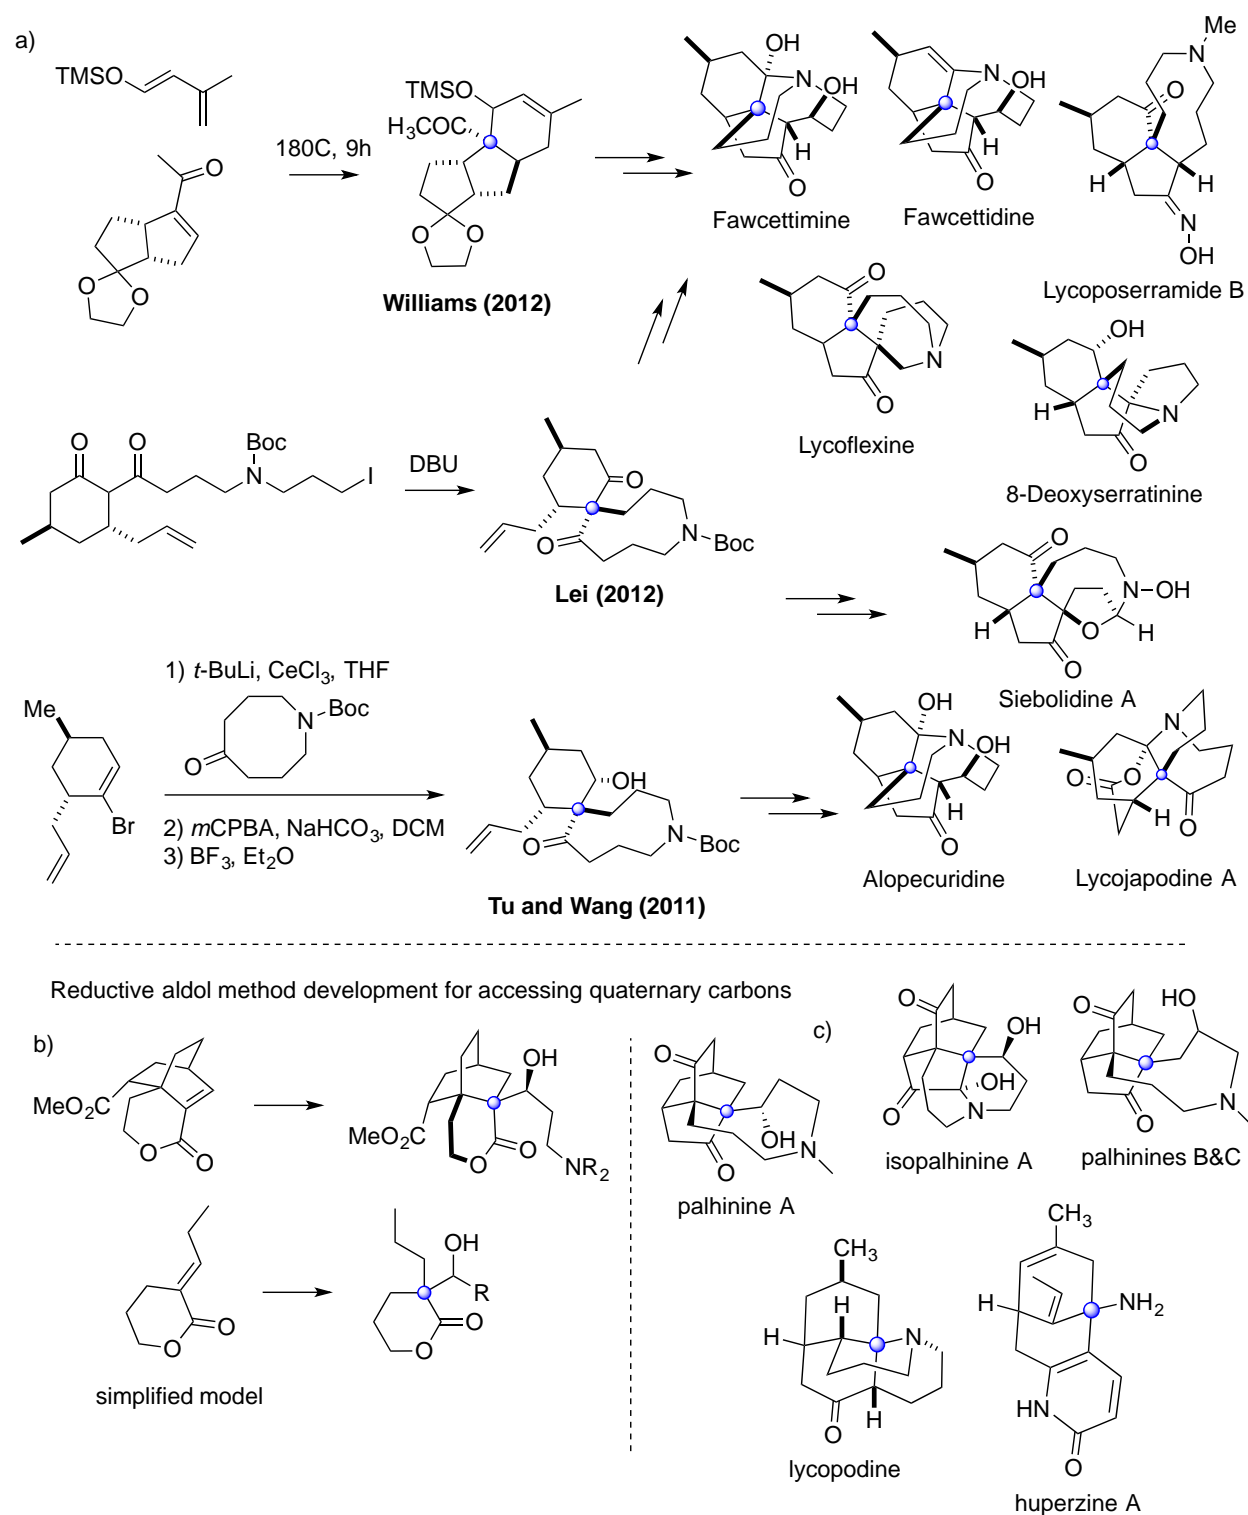 a)
TMSO
O
O
O
180C, 9h
TMSO
H3COC
O
O
Williams (2012)
OH
N
OH
H
O
Fawcettimine
N
OH
H
O
Fawcettidine
Me
N
O
H
H
N
OH
Lycoposerramide B
O
N
O
Lycoflexine
OH
H
N
O
8-Deoxyserratinine
O
O
Boc
N
I
DBU
O
O
N
Boc
Lei (2012)
O
N
OH
H
O
H
O
Siebolidine A
Me
Br
1) t-BuLi, CeCl3, THF
N
Boc
O
2) mCPBA, NaHCO3, DCM
3) BF3, Et2O
OH
O
N
Boc
Tu and Wang (2011)
OH
N
OH
H
O
Alopecuridine
N
O
O
H
O
Lycojapodine A
Reductive aldol method development for accessing quaternary carbons
b)
MeO2C
O
O
OH
MeO2C
O
O
NR2
simplified model
O
O
OH
R
O
O
c)
O
OH
N
O
palhinine A
O
OH
OH
O
N
isopalhinine A
HO
O
O
N
palhinines B&C
CH3
H
H
N
O
H
lycopodine
CH3
H
NH2
HN
O
huperzine A